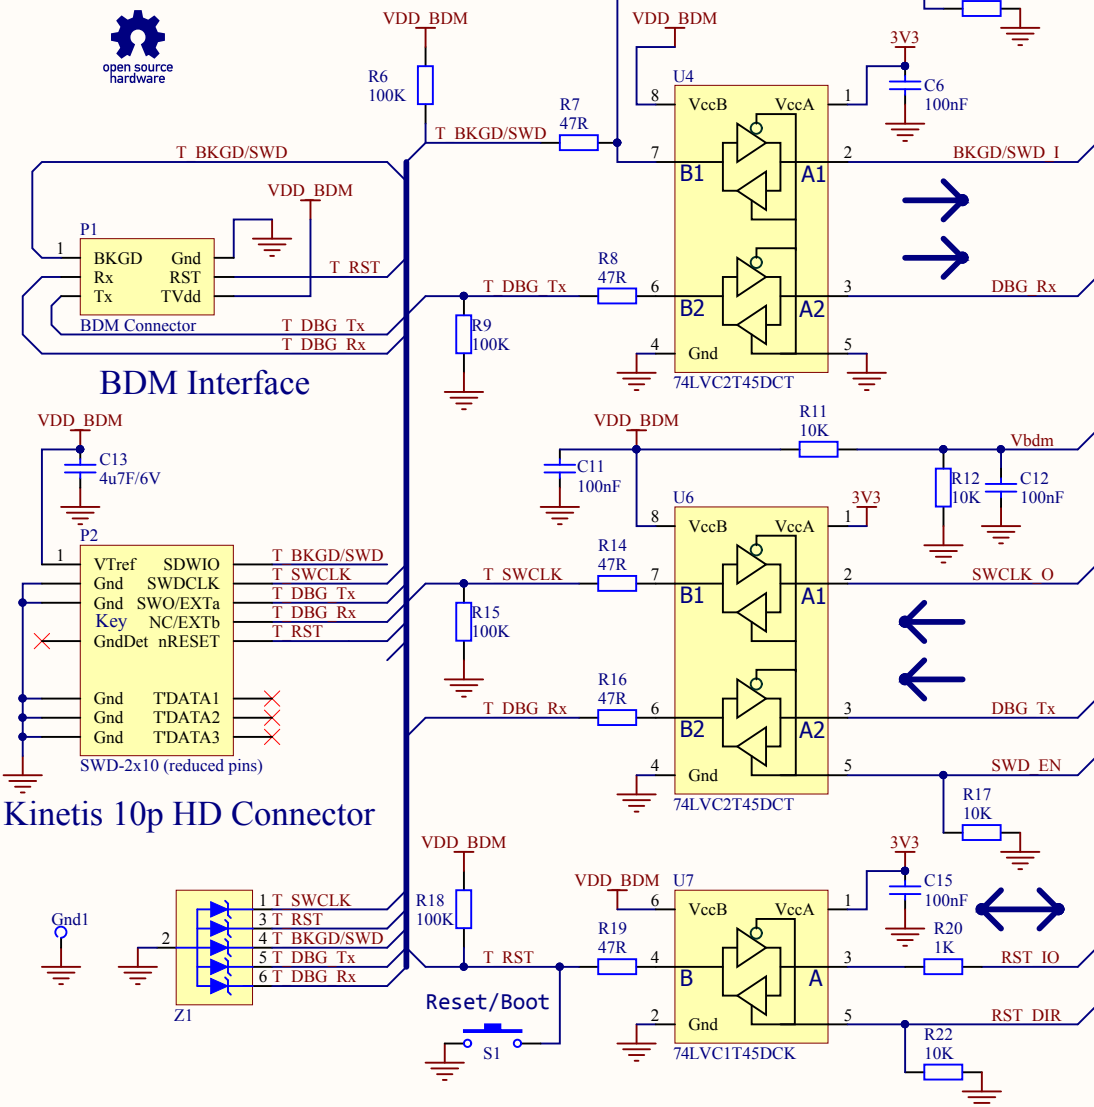 open source
hardware
VDD_BDM
R6
100K
T_BKGD/SWD
R7
47R
T_BKGD/SWD
VDD_BDM
P1
1
BKGD
Rx
Tx
Gnd
RST
TVdd
BDM Connector
T_RST
T_DBG_Tx
T_DBG_Rx
BDM Interface
VDD_BDM
U4
8
VccB
VccA
1
3V3
C6
100nF
7
B1
A1
2
BKGD/SWD_I
R8
47R
T_DBG_Tx
6
B2
A2
3
DBG_Rx
R9
100K
4
Gnd
5
74LVC2T45DCT
VDD_BDM
C13
4u7F/6V
P2
1
VTref
SDWIO
T_BKGD/SWD
Gnd
SWDCLK
T_SWCLK
Gnd
SWO/EXTa
T_DBG_Tx
Key
NC/EXTb
T_DBG_Rx
GndDet
nRESET
T_RST
Gnd
T'DATA1
Gnd
T'DATA2
Gnd
T'DATA3
SWD-2x10 (reduced pins)
Kinetis 10p HD Connector
VDD_BDM
R11
10K
Vbdm
C11
100nF
R12
10K
C12
100nF
U6
8
VccB
VccA
1
3V3
R14
47R
T_SWCLK
7
B1
A1
2
SWCLK_O
R15
100K
R16
47R
T_DBG_Rx
6
B2
A2
3
DBG_Tx
4
Gnd
5
SWD_EN
74LVC2T45DCT
R17
10K
Gnd1
2
1 T_SWCLK
3 T_RST
4 T_BKGD/SWD
5 T_DBG_Tx
6 T_DBG_Rx
Z1
VDD_BDM
R18
100K
VDD_BDM
U7
6
VccB
VccA
1
3V3
C15
100nF
R19
47R
T_RST
4
B
A
3
R20
1K
RST_IO
Reset/Boot
S1
2
Gnd
5
RST_DIR
74LVC1T45DCK
R22
10K